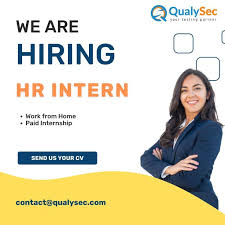 QualySec
your testing partner
WE ARE
HIRING
HR INTERN
• Work from Home
• Paid Internship
SEND US YOUR CV
contact@qualysec.com